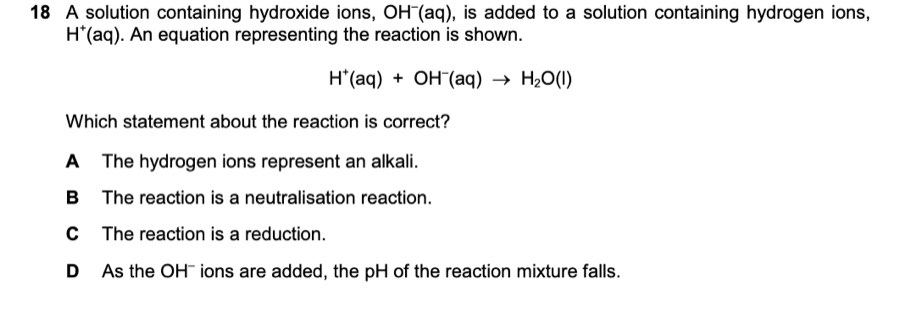 18 A solution containing hydroxide ions, OH⁻(aq), is added to a solution containing hydrogen ions,
H⁺(aq). An equation representing the reaction is shown.
H⁺(aq) + OH⁻(aq) → H₂O(l)
Which statement about the reaction is correct?
A The hydrogen ions represent an alkali.
B The reaction is a neutralisation reaction.
C The reaction is a reduction.
D As the OH⁻ ions are added, the pH of the reaction mixture falls.